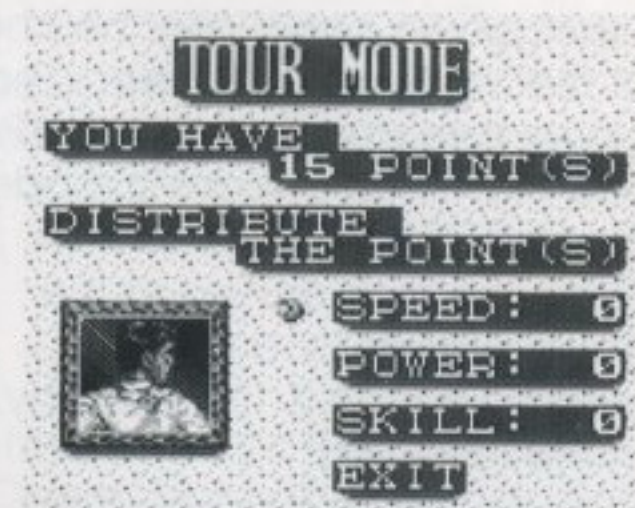 TOUR MODE
YOU HAVE
15 POINT(S)
DISTRIBUTE
THE POINT(S)
SPEED: 0
POWER: 0
SKILL: 0
EXIT